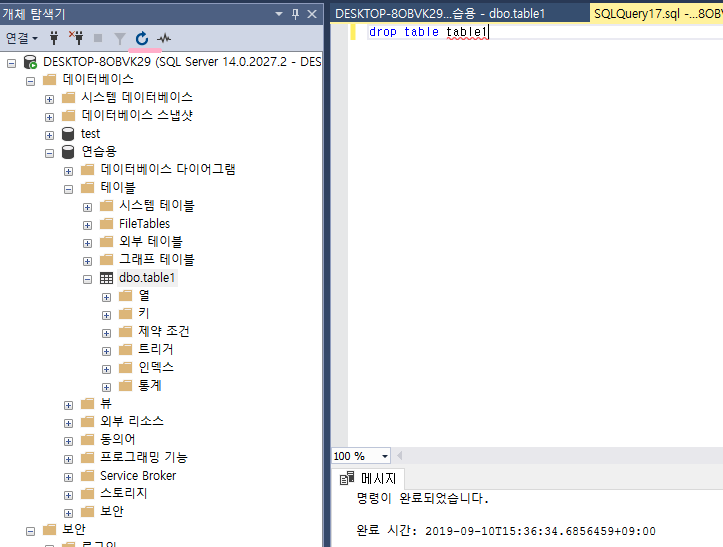 개체 탐색기
연결
DESKTOP-8OBVK29 (SQL Server 14.0.2027.2 - DES
데이터베이스
시스템 데이터베이스
데이터베이스 스냅샷
test
연습용
데이터베이스 다이어그램
테이블
시스템 테이블
FileTables
외부 테이블
그래프 테이블
dbo.table1
열
키
제약 조건
트리거
인덱스
통계
뷰
외부 리소스
동의어
프로그래밍 기능
Service Broker
스토리지
보안
보안
로그인
DESKTOP-8OBVK29...습용 - dbo.table1
SQLQuery17.sql -...8OBV
drop table table1
100 %
메시지
명령이 완료되었습니다.
완료 시간: 2019-09-10T15:36:34.6856459+09:00